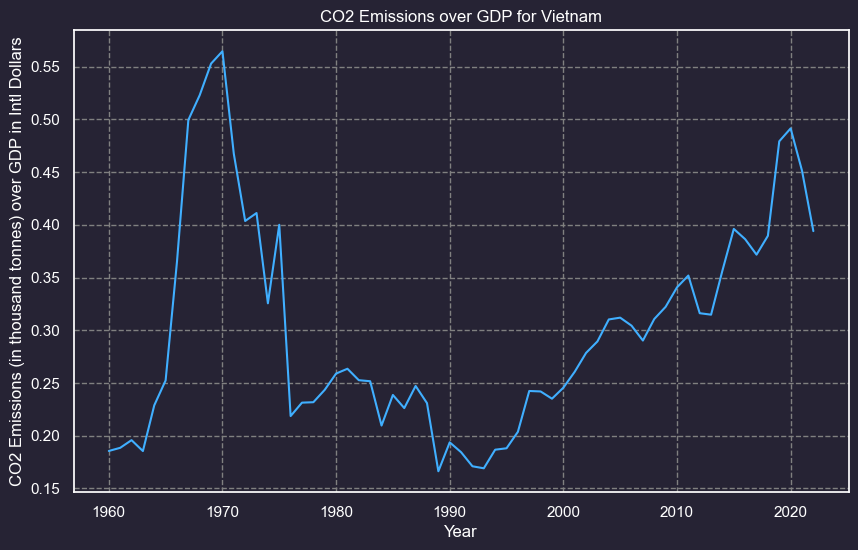 CO2 Emissions over GDP for Vietnam
CO2 Emissions (in thousand tonnes) over GDP in Intl Dollars
0.55
0.50
0.45
0.40
0.35
0.30
0.25
0.20
0.15
1960 1970 1980 1990 2000 2010 2020
Year